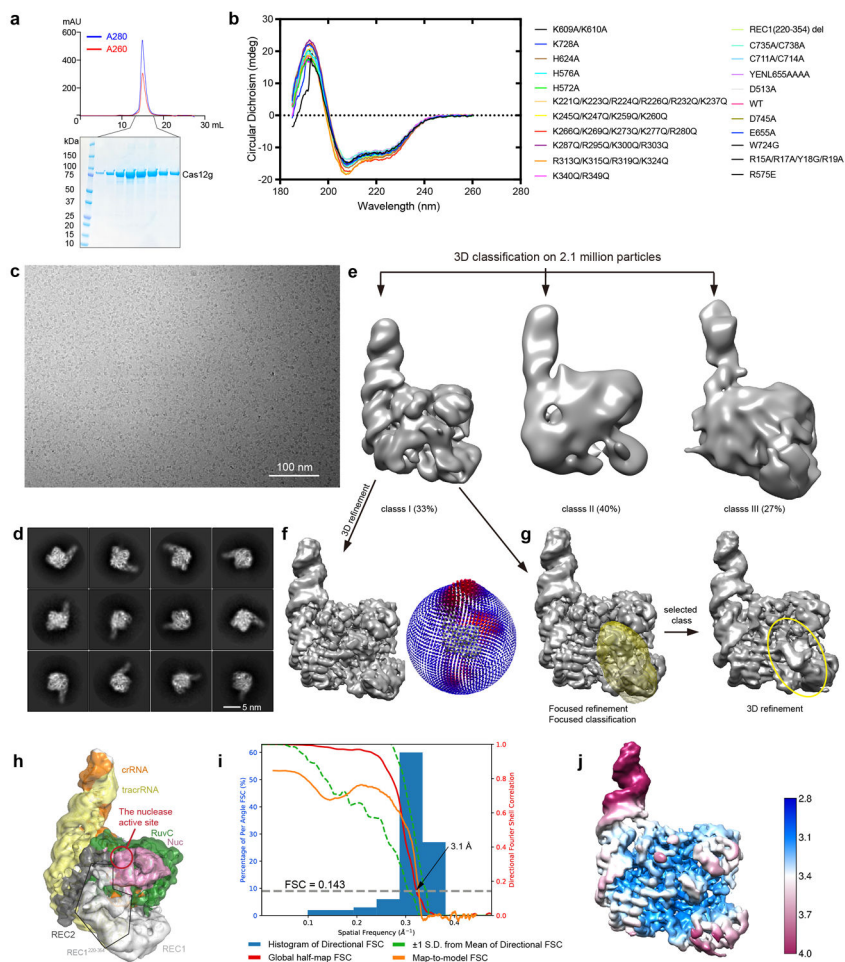 a
mAU
600
400
200
0
A280
A260
10
20
30 mL
kDa
150
100
75
50
37
25
20
15
10
Cas12g
b
Circular Dichroism (mdeg)
30
20
10
0
-10
-20
180
200
220
240
260
280
Wavelength (nm)
K609A/K610A
K728A
H624A
H576A
H572A
K221Q/K223Q/R224Q/R226Q/R232Q/K237Q
K245Q/K247Q/K259Q/K260Q
K266Q/K269Q/K273Q/K277Q/R280Q
K287Q/R295Q/K300Q/R303Q
R313Q/K315Q/R319Q/K324Q
K340Q/R349Q
REC1(220-354) del
C735A/C738A
C711A/C714A
YENL655AAAA
D513A
WT
D745A
E655A
W724G
R15A/R17A/Y18G/R19A
R575E
c
100 nm
e
3D classification on 2.1 million particles
classs I (33%)
class II (40%)
classs III (27%)
3D refinement
d
5 nm
f
g
selected
class
Focused refinement
Focused classification
3D refinement
h
crRNA
tracrRNA
The nuclease
active site
RuvC
Nuc
REC2
REC1
i
Percentage of Per Angle FSC (%)
60
50
40
30
20
10
0
1.0
0.8
0.6
0.4
0.2
0.0
Directional Fourier Shell Correlation
3.1 Å
FSC = 0.143
0.1
0.2
0.3
0.4
Spatial Frequency (Å⁻¹)
Histogram of Directional FSC
Global half-map FSC
±1 S.D. from Mean of Directional FSC
Map-to-model FSC
j
2.8
3.1
3.4
3.7
4.0